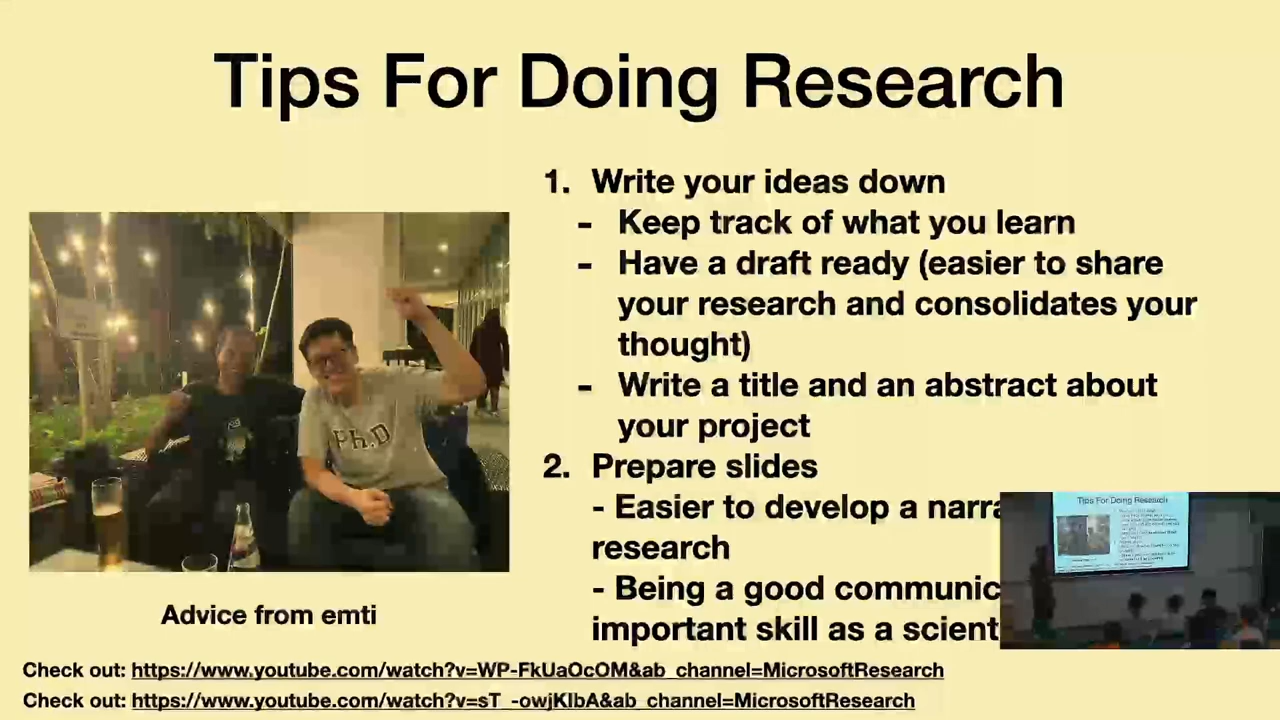 Tips For Doing Research
1. Write your ideas down
- Keep track of what you learn
- Have a draft ready (easier to share
your research and consolidates your
thought)
- Write a title and an abstract about
your project
2. Prepare slides
- Easier to develop a narra
research
- Being a good communic
important skill as a scient
Ph.D
Advice from emti
Check out: https://www.youtube.com/watch?v=WP-FkUaOcOM&ab_channel=MicrosoftResearch
Check out: https://www.youtube.com/watch?v=sT_-owjKIbA&ab_channel=MicrosoftResearch
Tips For Doing Research